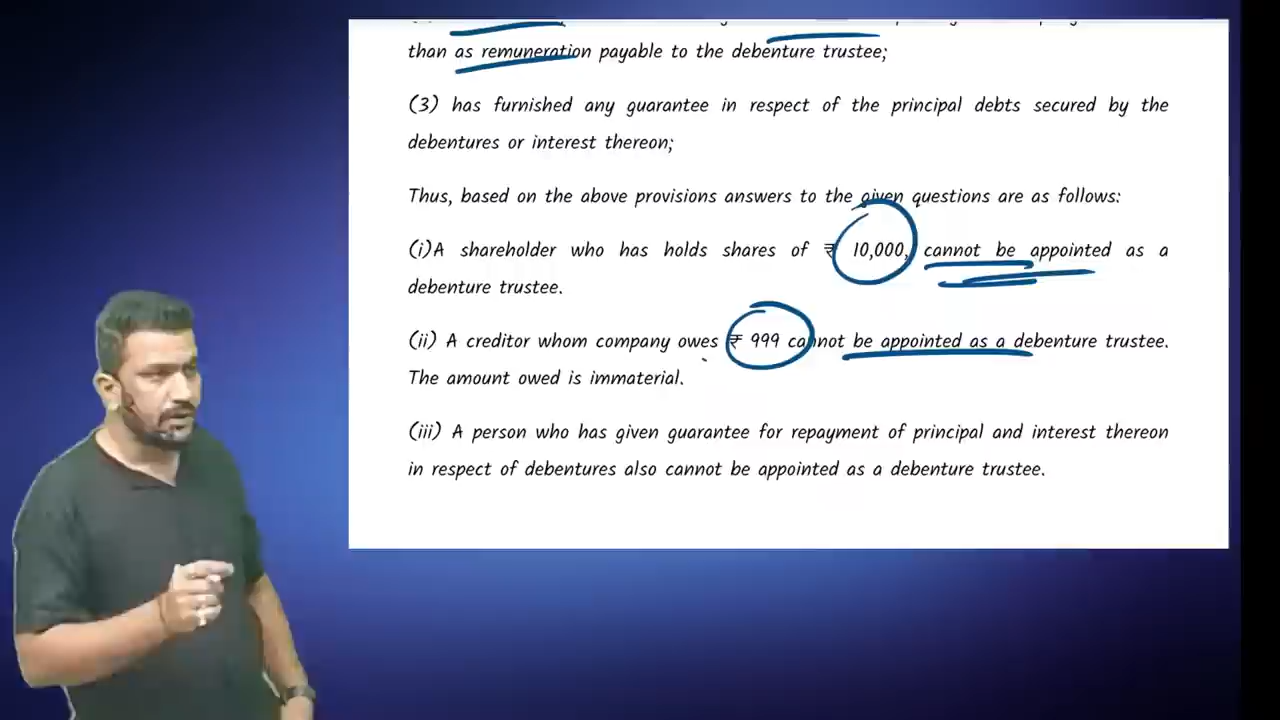 than as remuneration payable to the debenture trustee;
(3) has furnished any guarantee in respect of the principal debts secured by the
debentures or interest thereon;
Thus, based on the above provisions answers to the given questions are as follows:
(i)A shareholder who has holds shares of ₹ 10,000, cannot be appointed as a
debenture trustee.
(ii) A creditor whom company owes ₹ 999 cannot be appointed as a debenture trustee.
The amount owed is immaterial.
(iii) A person who has given guarantee for repayment of principal and interest thereon
in respect of debentures also cannot be appointed as a debenture trustee.